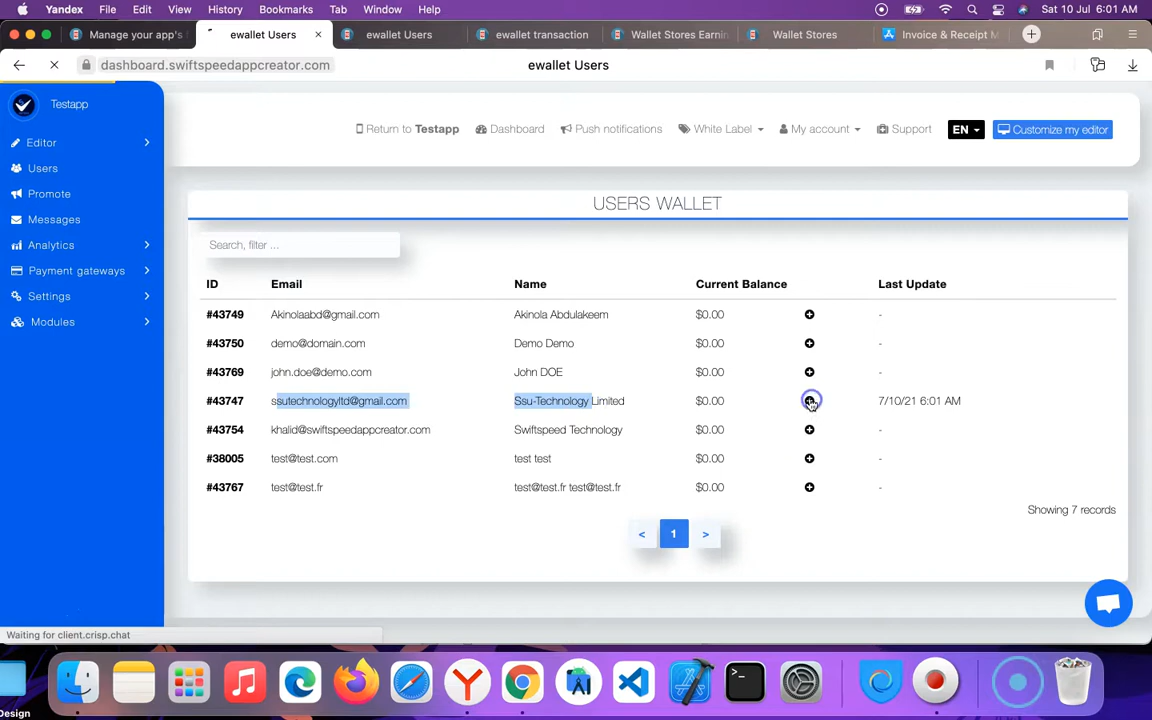 Yandex File Edit View History Bookmarks Tab Window Help Sat 10 Jul 6:01 AM
Manage your app's ewallet Users ewallet Users ewallet transaction Wallet Stores Earnin Wallet Stores Invoice & Receipt M
dashboard.swiftspeedappcreator.com ewallet Users
Testapp
Editor
Users
Promote
Messages
Analytics
Payment gateways
Settings
Modules
Return to Testapp Dashboard Push notifications White Label My account Support EN Customize my editor
USERS WALLET
Search, filter ...
ID Email Name Current Balance Last Update
#43749 Akinolaabd@gmail.com Akinola Abdulakeem $0.00 -
#43750 demo@domain.com Demo Demo $0.00 -
#43769 john.doe@demo.com John DOE $0.00 -
#43747 ssutechnologyltd@gmail.com Ssu-Technology Limited $0.00 7/10/21 6:01 AM
#43754 khalid@swiftspeedappcreator.com Swiftspeed Technology $0.00 -
#38005 test@test.com test test $0.00 -
#43767 test@test.fr test@test.fr test@test.fr $0.00 -
Showing 7 records
< 1 >
Waiting for client.crisp.chat
Design